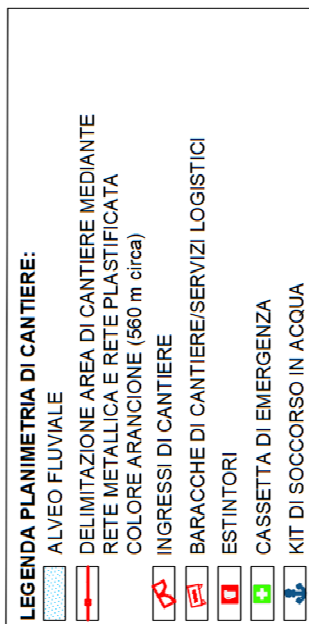 LEGENDA PLANIMETRIA DI CANTIERE:
ALVEO FLUVIALE
DELIMITAZIONE AREA DI CANTIERE MEDIANTE
RETE METALLICA E RETE PLASTIFICATA
COLORE ARANCIONE (560 m circa)
INGRESSI DI CANTIERE
BARACCHE DI CANTIERE/SERVIZI LOGISTICI
ESTINTORI
CASSETTA DI EMERGENZA
KIT DI SOCCORSO IN ACQUA